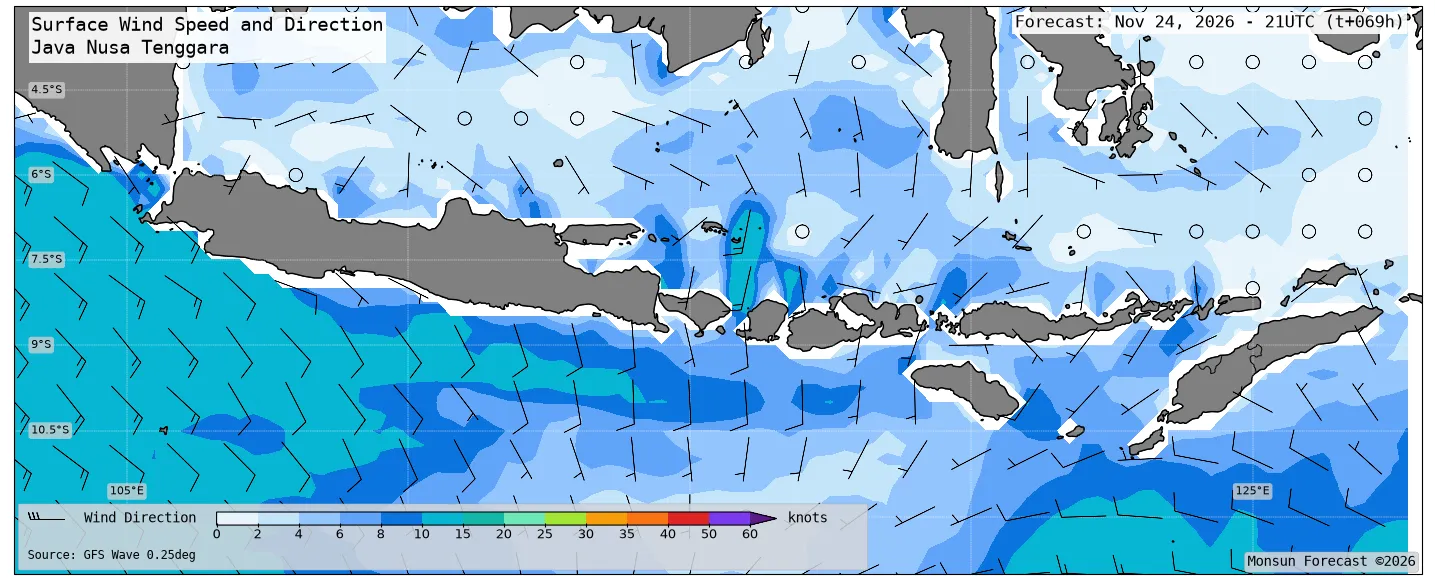 Surface Wind Speed and Direction
Java Nusa Tenggara
Forecast: Nov 24, 2026 - 21UTC (t+069h)
4.5°S
6°S
7.5°S
9°S
10.5°S
105°E
125°E
Wind Direction
0 2 4 6 8 10 15 20 25 30 35 40 50 60
knots
Source: GFS Wave 0.25deg
Monsun Forecast ©2026